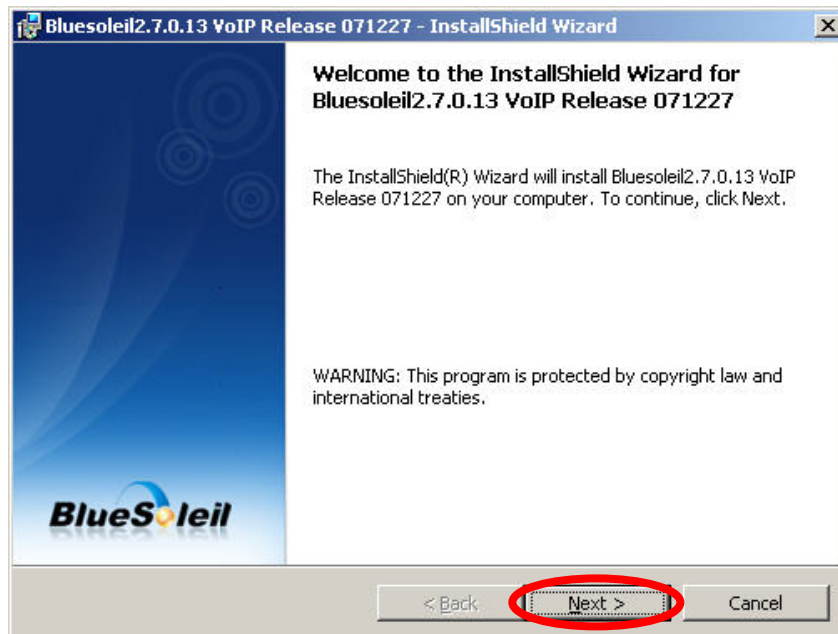 Bluesoleil2.7.0.13 VoIP Release 071227 - InstallShield Wizard
Welcome to the InstallShield Wizard for
Bluesoleil2.7.0.13 VoIP Release 071227
The InstallShield(R) Wizard will install Bluesoleil2.7.0.13 VoIP
Release 071227 on your computer. To continue, click Next.
WARNING: This program is protected by copyright law and
international treaties.
BlueSoleil
< Back
Next >
Cancel